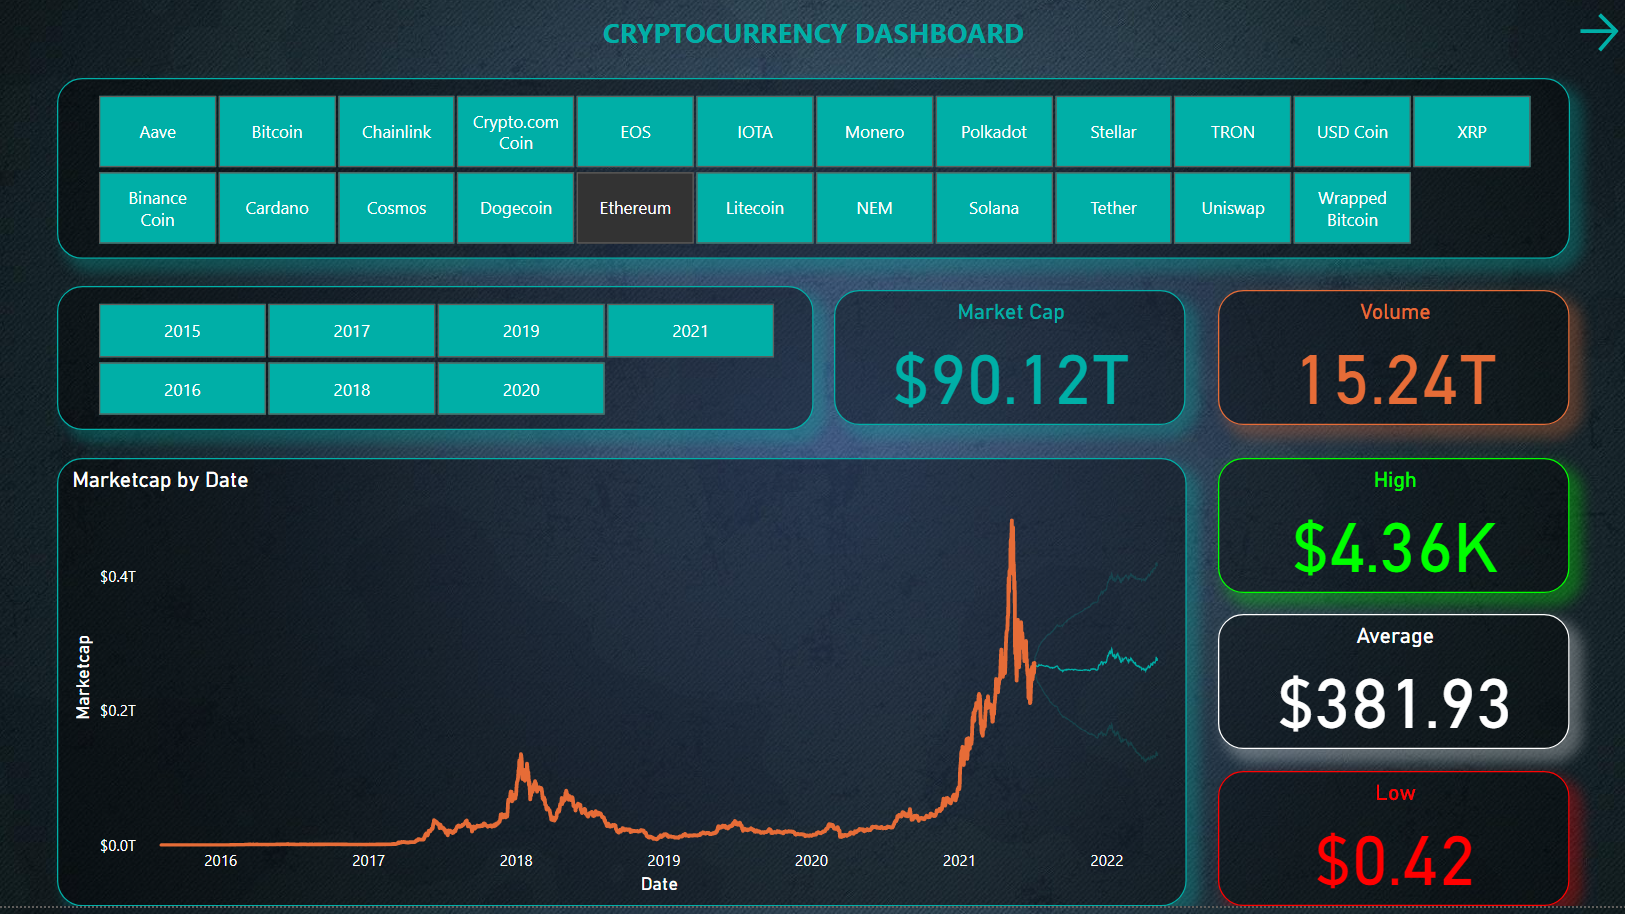 CRYPTOCURRENCY DASHBOARD
Aave
Bitcoin
Chainlink
Crypto.com
Coin
EOS
IOTA
Monero
Polkadot
Stellar
TRON
USD Coin
XRP
Binance
Coin
Cardano
Cosmos
Dogecoin
Ethereum
Litecoin
NEM
Solana
Tether
Uniswap
Wrapped
Bitcoin
2015
2017
2019
2021
2016
2018
2020
Market Cap
$90.12T
Volume
15.24T
Marketcap by Date
$0.4T
$0.2T
$0.0T
Marketcap
2016
2017
2018
2019
2020
2021
2022
Date
High
$4.36K
Average
$381.93
Low
$0.42